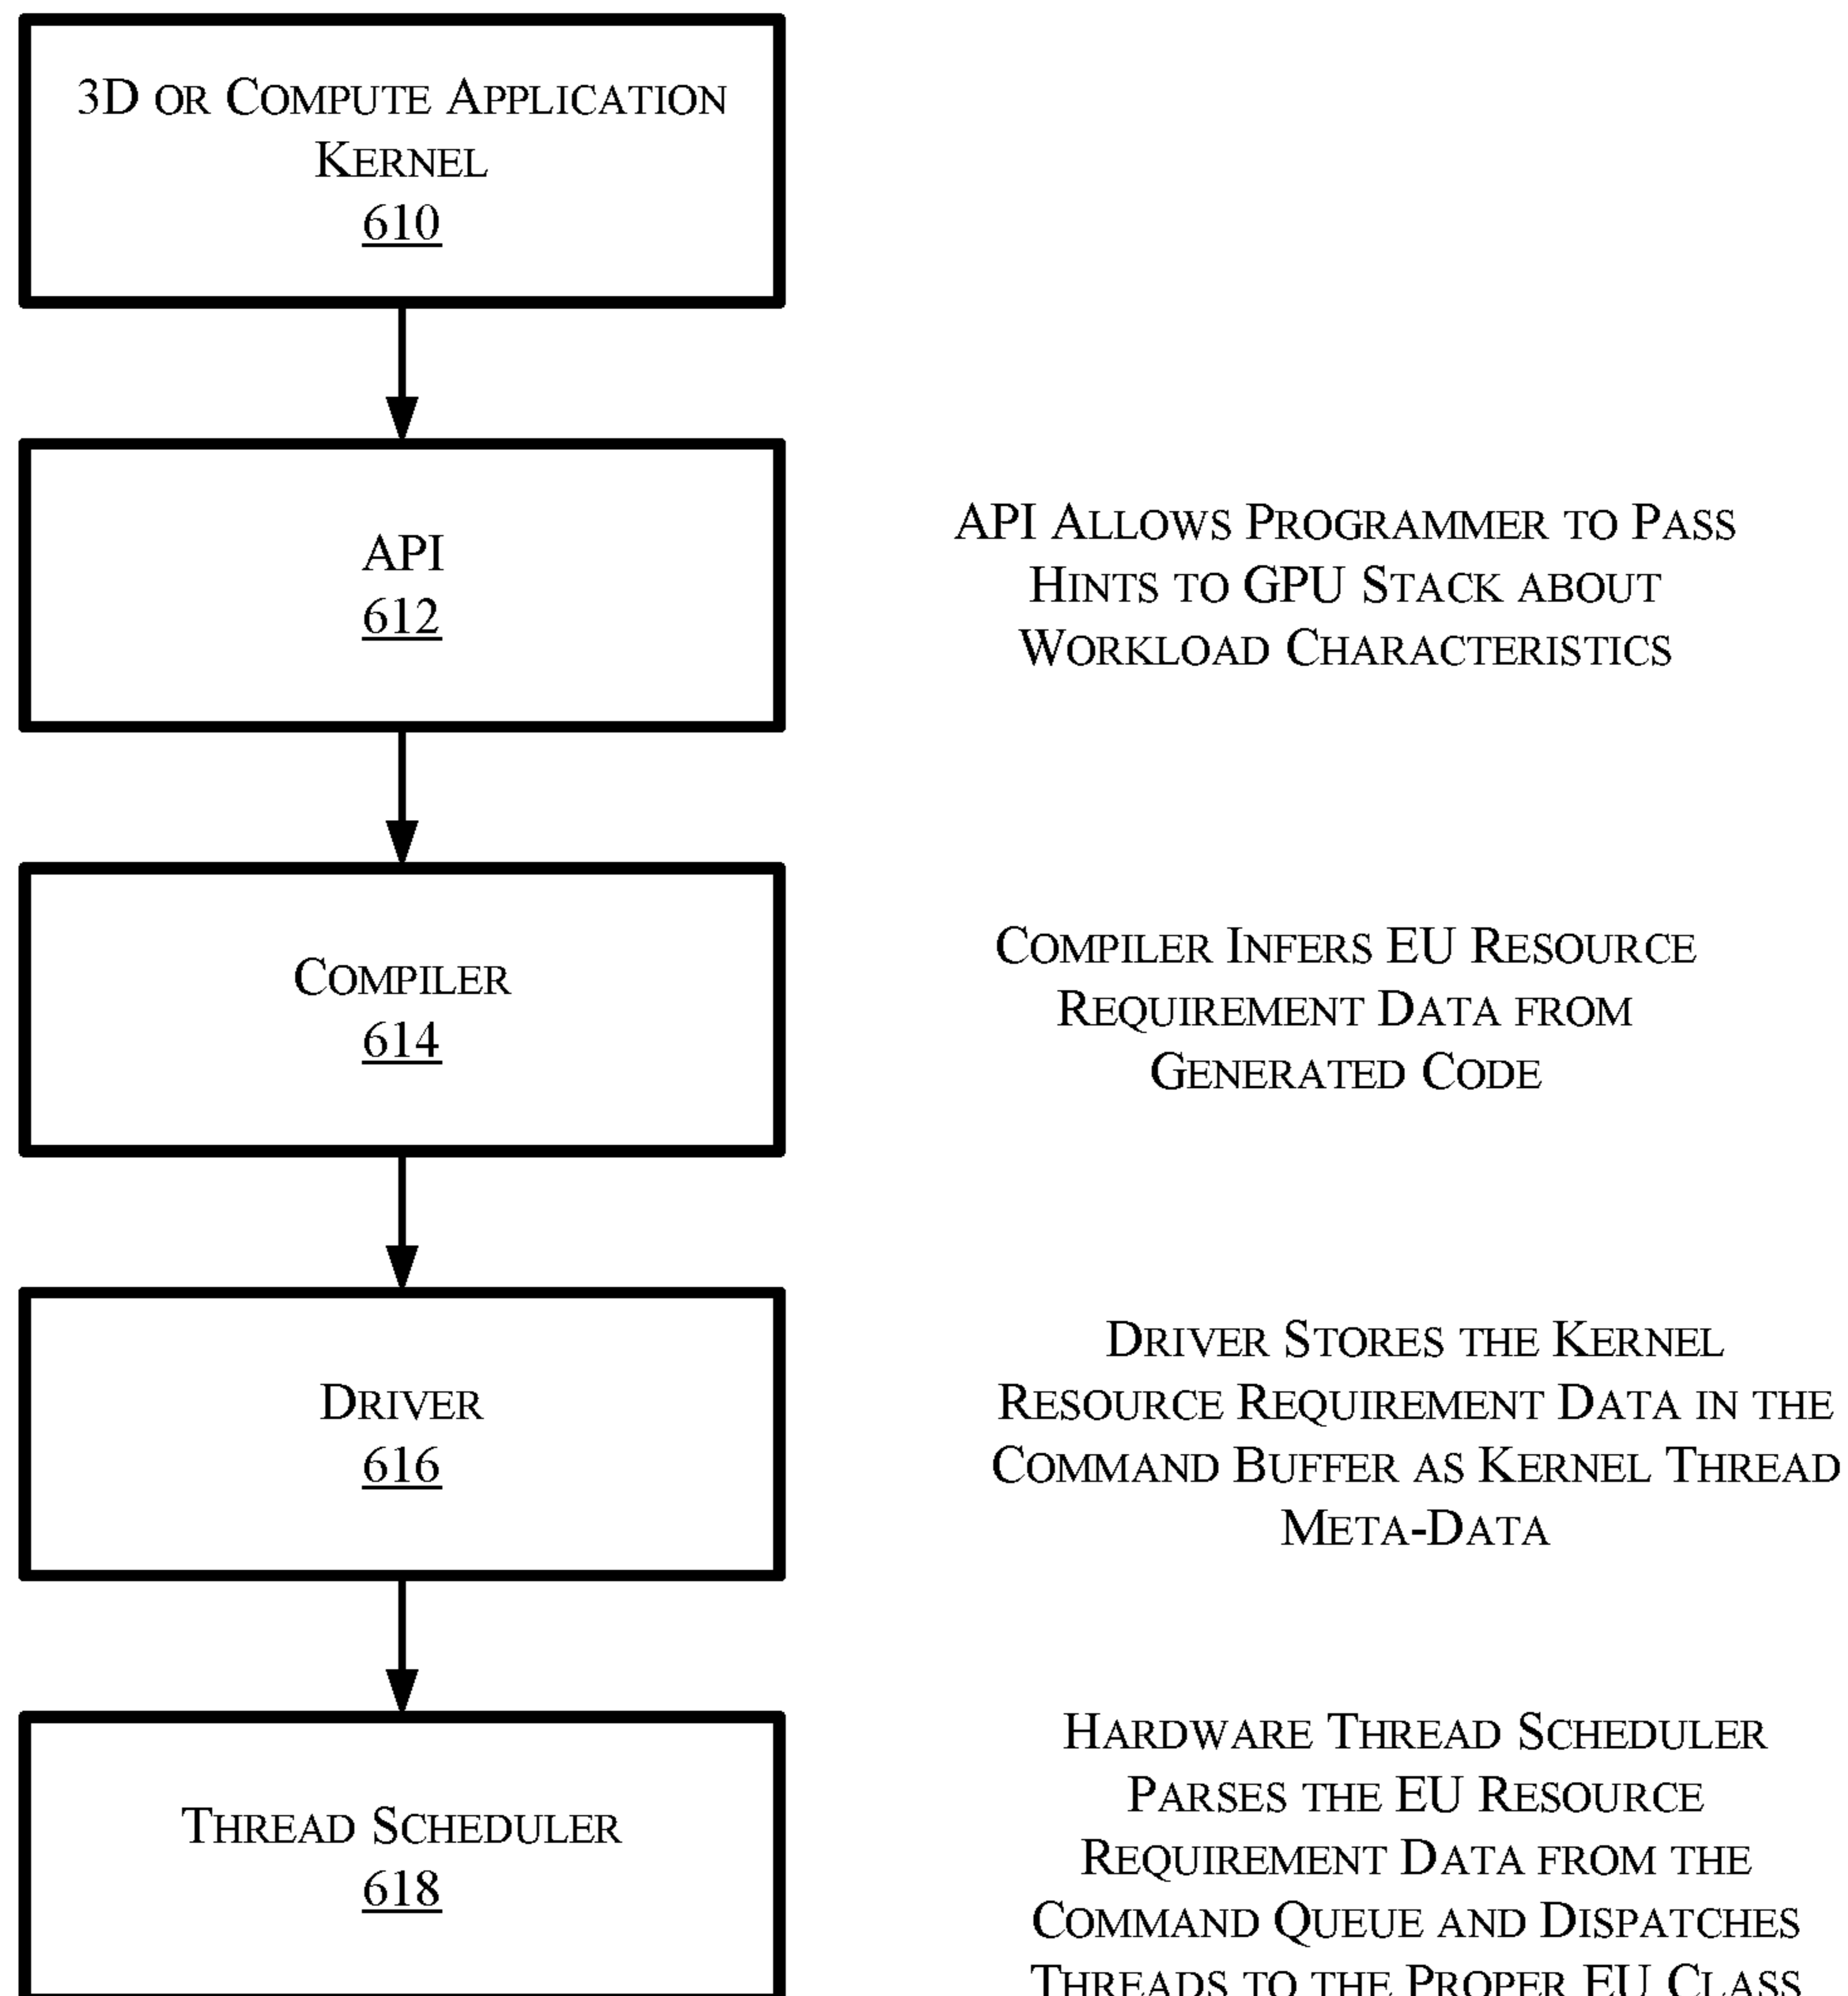 3D OR COMPUTE APPLICATION
KERNEL
610
API
612
API ALLOWS PROGRAMMER TO PASS
HINTS TO GPU STACK ABOUT
WORKLOAD CHARACTERISTICS
COMPILER
614
COMPILER INFERS EU RESOURCE
REQUIREMENT DATA FROM
GENERATED CODE
DRIVER
616
DRIVER STORES THE KERNEL
RESOURCE REQUIREMENT DATA IN THE
COMMAND BUFFER AS KERNEL THREAD
META-DATA
THREAD SCHEDULER
618
HARDWARE THREAD SCHEDULER
PARSES THE EU RESOURCE
REQUIREMENT DATA FROM THE
COMMAND QUEUE AND DISPATCHES
THREADS TO THE PROPER EU CLASS